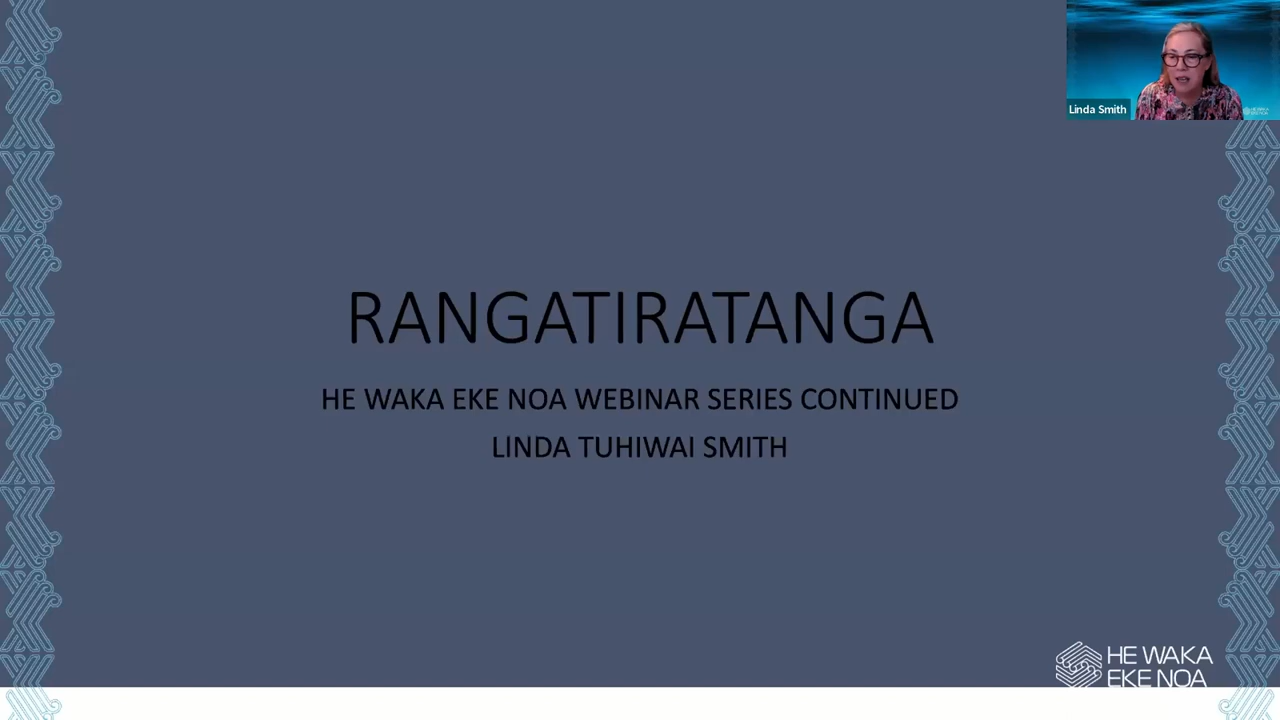 Linda Smith
RANGATIRATANGA
HE WAKA EKE NOA WEBINAR SERIES CONTINUED
LINDA TUHIWAI SMITH
HE WAKA
EKE NOA